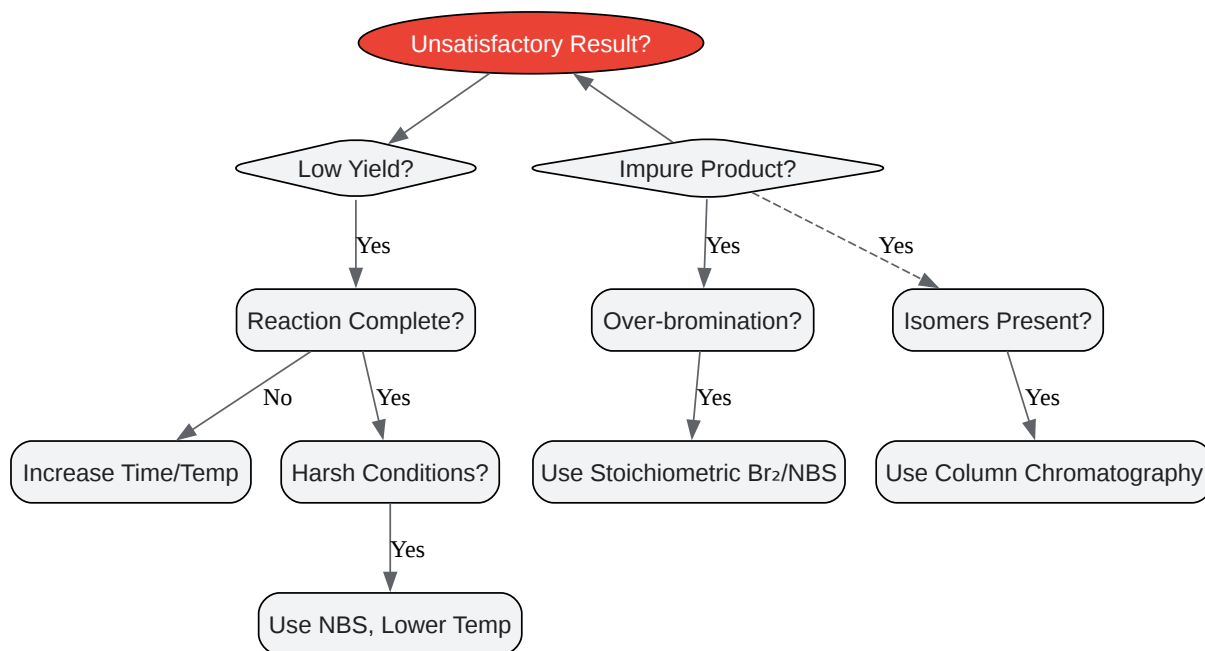 Unsatisfactory Result?
Low Yield?
Impure Product?
Yes
Yes
Yes
Reaction Complete?
Over-bromination?
Isomers Present?
No
Yes
Yes
Yes
Increase Time/Temp
Harsh Conditions?
Use Stoichiometric Br₂/NBS
Use Column Chromatography
Yes
Use NBS, Lower Temp